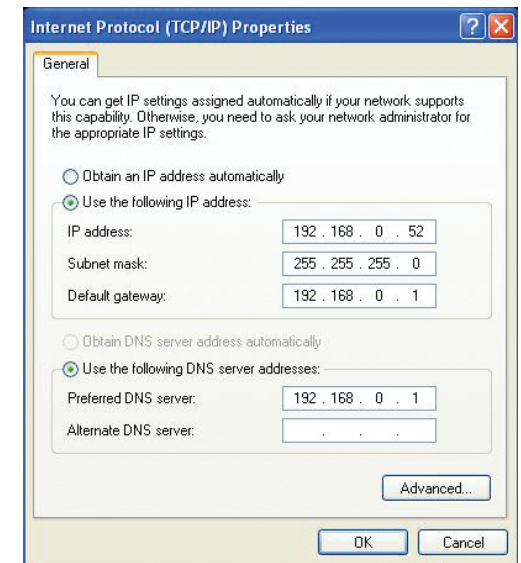 Internet Protocol (TCP/IP) Properties
General
You can get IP settings assigned automatically if your network supports
this capability. Otherwise, you need to ask your network administrator for
the appropriate IP settings.
Obtain an IP address automatically
Use the following IP address:
IP address: 192 . 168 . 0 . 52
Subnet mask: 255 . 255 . 255 . 0
Default gateway: 192 . 168 . 0 . 1
Obtain DNS server address automatically
Use the following DNS server addresses:
Preferred DNS server: 192 . 168 . 0 . 1
Alternate DNS server: . . .
Advanced...
OK Cancel